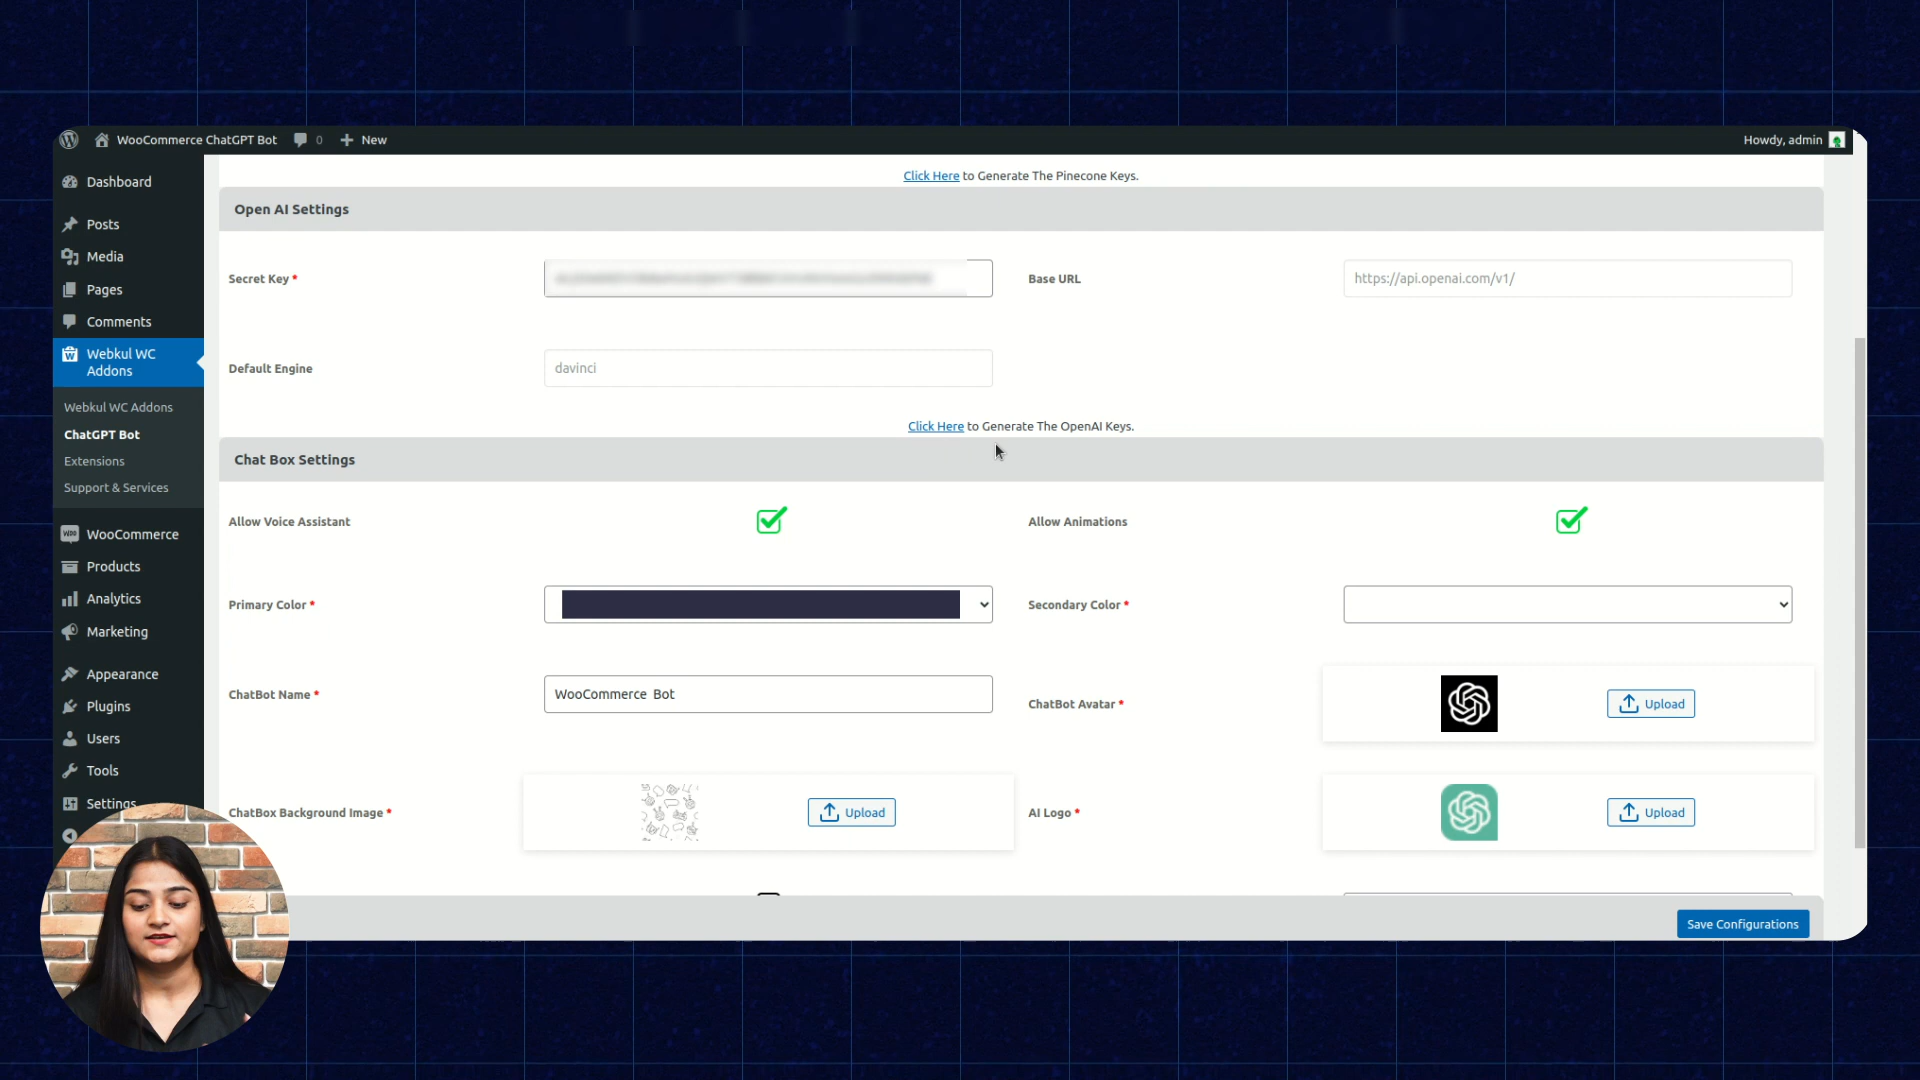 WooCommerce ChatGPT Bot 0 New
Howdy, admin
Dashboard
Posts
Media
Pages
Comments
Webkul WC
Addons
Webkul WC Addons
ChatGPT Bot
Extensions
Support & Services
WooCommerce
Products
Analytics
Marketing
Appearance
Plugins
Users
Tools
Settings
Click Here to Generate The Pinecone Keys.
Open AI Settings
Secret Key *
Base URL https://api.openai.com/v1/
Default Engine davinci
Click Here to Generate The OpenAI Keys.
Chat Box Settings
Allow Voice Assistant
Allow Animations
Primary Color *
Secondary Color *
ChatBot Name * WooCommerce Bot
ChatBot Avatar * Upload
ChatBox Background Image * Upload
AI Logo * Upload
Save Configurations